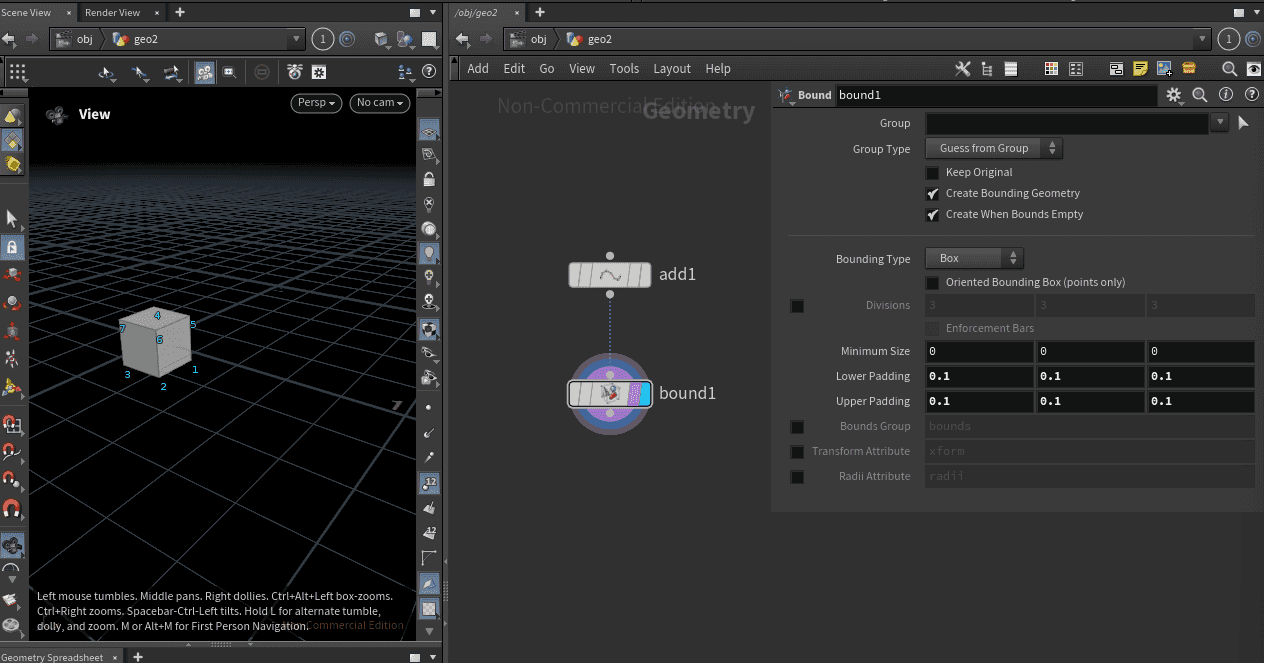 Scene View × Render View × +
/obj/geo2 × +
obj geo2 1
obj geo2 1
Add Edit Go View Tools Layout Help
View
Persp No cam
Non-Commercial Edition
Geometry
Bound bound1
Group
Group Type Guess from Group
Keep Original
Create Bounding Geometry
Create When Bounds Empty
Bounding Type Box
Oriented Bounding Box (points only)
Divisions 3 3 3
Enforcement Bars
Minimum Size 0 0 0
Lower Padding 0.1 0.1 0.1
Upper Padding 0.1 0.1 0.1
Bounds Group bounds
Transform Attribute xform
Radii Attribute radii
add1
bound1
4
7 5
6
3 1
2
12
12
Left mouse tumbles. Middle pans. Right dollies. Ctrl+Alt+Left box-zooms.
Ctrl+Right zooms. Spacebar-Ctrl-Left tilts. Hold L for alternate tumble,
dolly, and zoom. M or Alt+M for First Person Navigation.
Commercial Edition
Geometry Spreadsheet × +